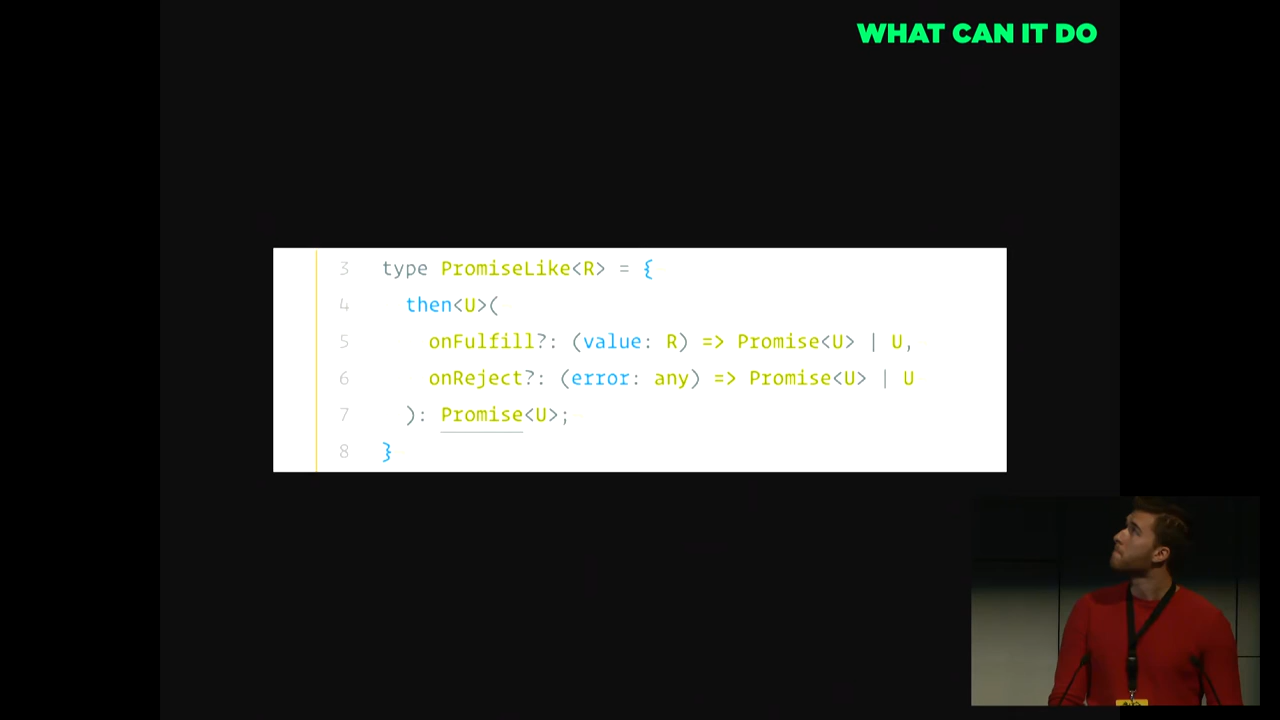 WHAT CAN IT DO
3 type PromiseLike<R> = {
4 then<U>(
5 onFulfill?: (value: R) => Promise<U> | U,
6 onReject?: (error: any) => Promise<U> | U
7 ): Promise<U>;
8 }